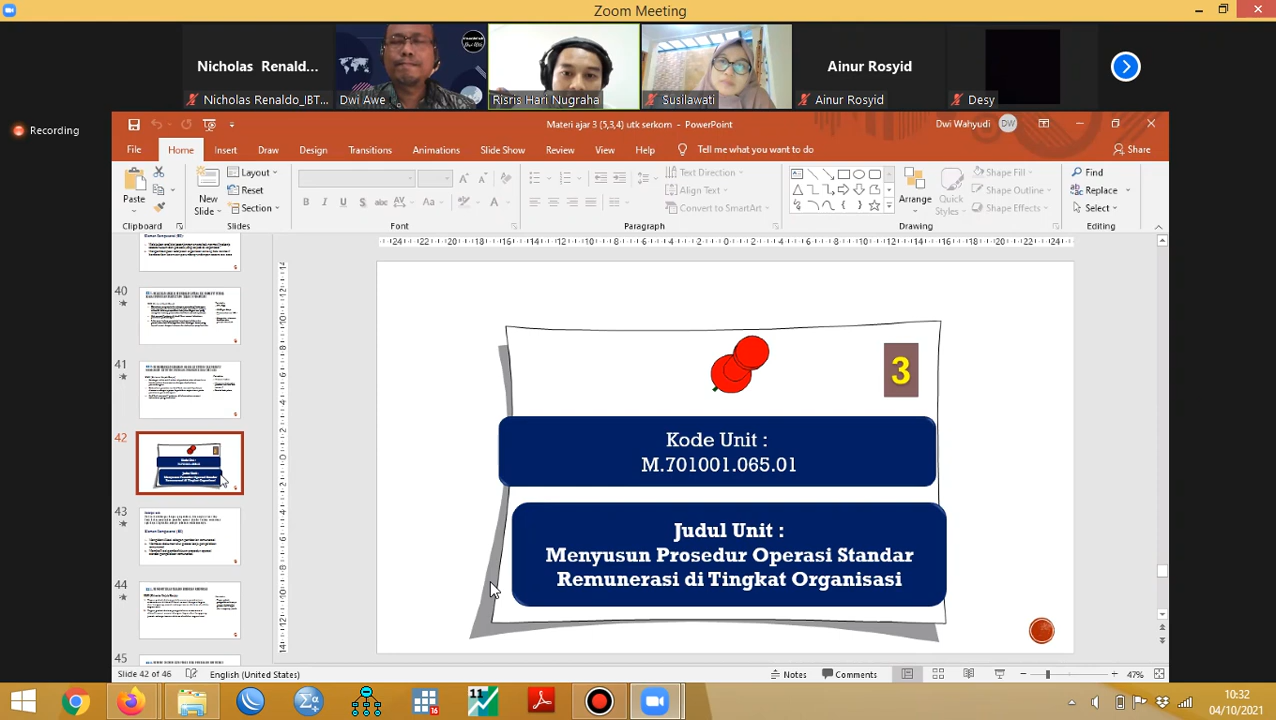 Zoom Meeting
Nicholas Renaldo...
Nicholas Renaldo_IBT...
Dwi Awe
Risris Hari Nugraha
Susilawati
Ainur Rosyid
Ainur Rosyid
Desy
Recording
Materi ajar 3 (5,3,4) utk serkom - PowerPoint
Dwi Wahyudi
DW
File
Home
Insert
Draw
Design
Transitions
Animations
Slide Show
Review
View
Help
Tell me what you want to do
Share
Paste
Clipboard
New
Slide
Layout
Reset
Section
Slides
Font
Text Direction
Align Text
Convert to SmartArt
Paragraph
Arrange
Quick
Styles
Shape Fill
Shape Outline
Shape Effects
Drawing
Find
Replace
Select
Editing
40
41
42
43
44
45
3
Kode Unit :
M.701001.065.01
Judul Unit :
Menyusun Prosedur Operasi Standar
Remunerasi di Tingkat Organisasi
Slide 42 of 46
English (United States)
Notes
Comments
47%
10:32
04/10/2021